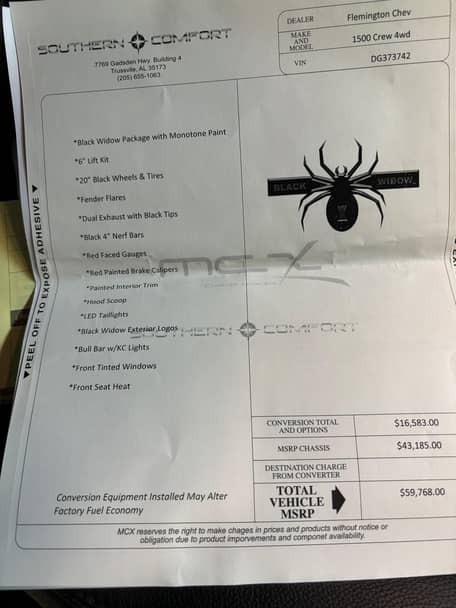 SOUTHERN COMFORT
7769 Gadsden Hwy. Building 4
Trussville, AL 35173
(205) 655-1063
DEALER Flemington Chev
MAKE AND MODEL 1500 Crew 4wd
VIN DG373742
▼PEEL OFF TO EXPOSE ADHESIVE ▼
*Black Widow Package with Monotone Paint
*6" Lift Kit
*20" Black Wheels & Tires
*Fender Flares
*Dual Exhaust with Black Tips
*Black 4" Nerf Bars
*Red Faced Gauges
*Red Painted Brake Calipers
*Painted Interior Trim
*Hood Scoop
*LED Taillights
*Black Widow Exterior Logos
*Bull Bar w/KC Lights
*Front Tinted Windows
*Front Seat Heat
BLACK WIDOW
MCX
SOUTHERN COMFORT
CONVERSION TOTAL AND OPTIONS $16,583.00
MSRP CHASSIS $43,185.00
DESTINATION CHARGE FROM CONVERTER
TOTAL VEHICLE MSRP $59,768.00
Conversion Equipment Installed May Alter
Factory Fuel Economy
MCX reserves the right to make chages in prices and products without notice or
obligation due to product imporvements and componet availability.